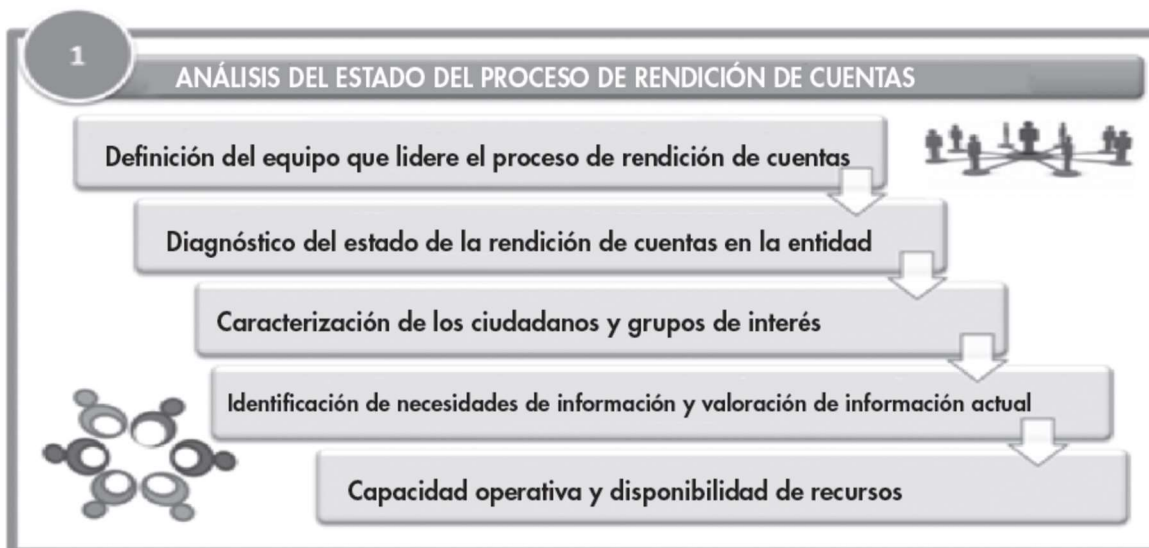 1
ANÁLISIS DEL ESTADO DEL PROCESO DE RENDICIÓN DE CUENTAS
Definición del equipo que lidere el proceso de rendición de cuentas
Diagnóstico del estado de la rendición de cuentas en la entidad
Caracterización de los ciudadanos y grupos de interés
Identificación de necesidades de información y valoración de información actual
Capacidad operativa y disponibilidad de recursos